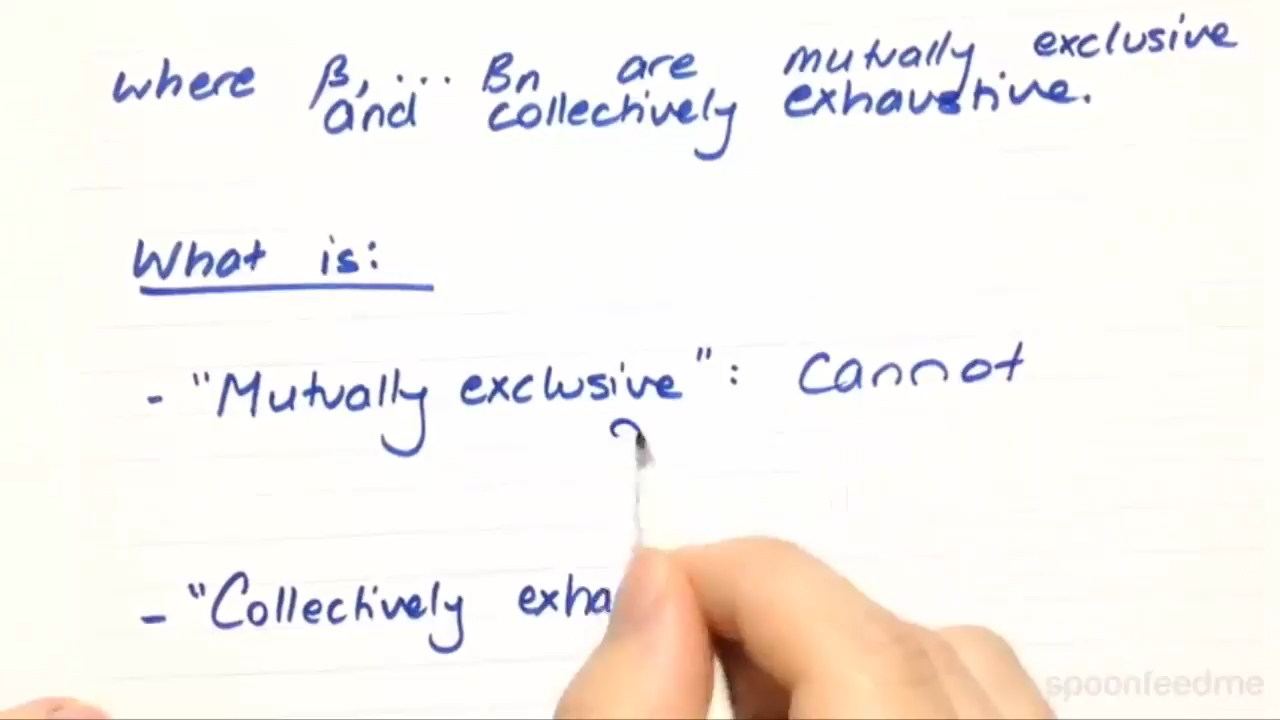 where β, ... Bn are mutually exclusive
and collectively exhaustive.
What is:
- "Mutually exclusive": Cannot
- "Collectively exha
spoonfeedme